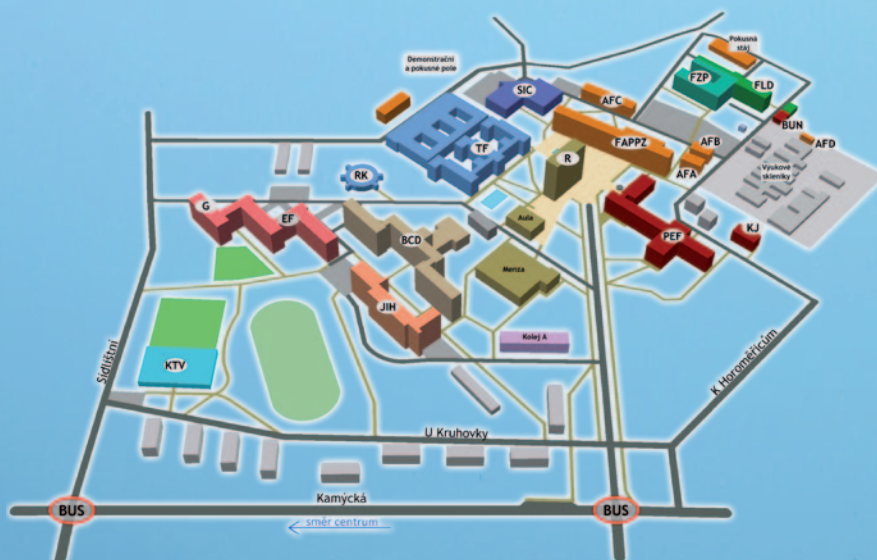 Pokusná
stáj
Demonstrační
a pokusné pole
FZP
FLD
SIC
AFC
BUN
FAPPZ
AFB
AFD
TF
R
AFA
Výukové
skleníky
RK
G
EF
Aula
BCD
PEF
KJ
Menza
JIH
Kolej A
KTV
Sídlištní
K Horoměřicům
U Kruhovky
Kamýcká
BUS
BUS
směr centrum